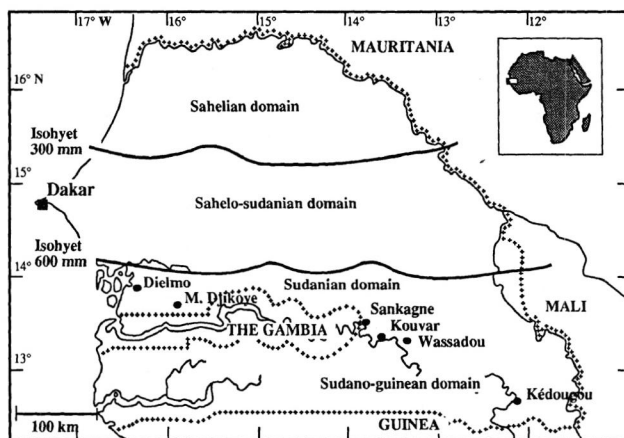 17° W 16 15 14 13 12
MAURITANIA
16° N
Sahelian domain
Isohyet
300 mm
15°
Dakar
Sahelo-sudanian domain
Isohyet
600 mm
14°
Dielmo
Sudanian domain
M. Djikoye
MALI
Sankagne
THE GAMBIA
Kouvar
Wassadou
13°
Sudano-guinean domain
Kédougou
100 km
GUINEA